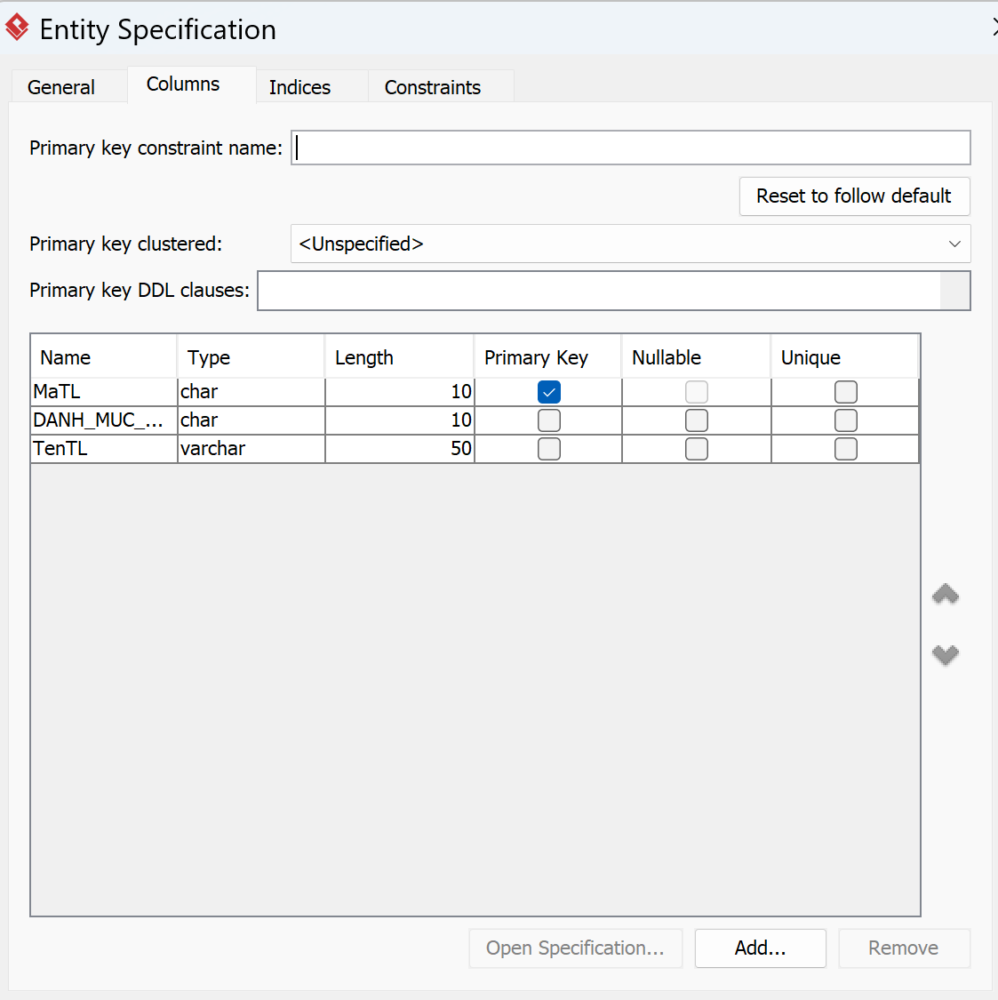 Entity Specification
General Columns Indices Constraints
Primary key constraint name:
Reset to follow default
Primary key clustered: <Unspecified>
Primary key DDL clauses:
Name Type Length Primary Key Nullable Unique
MaTL char 10
DANH_MUC_... char 10
TenTL varchar 50
Open Specification... Add... Remove